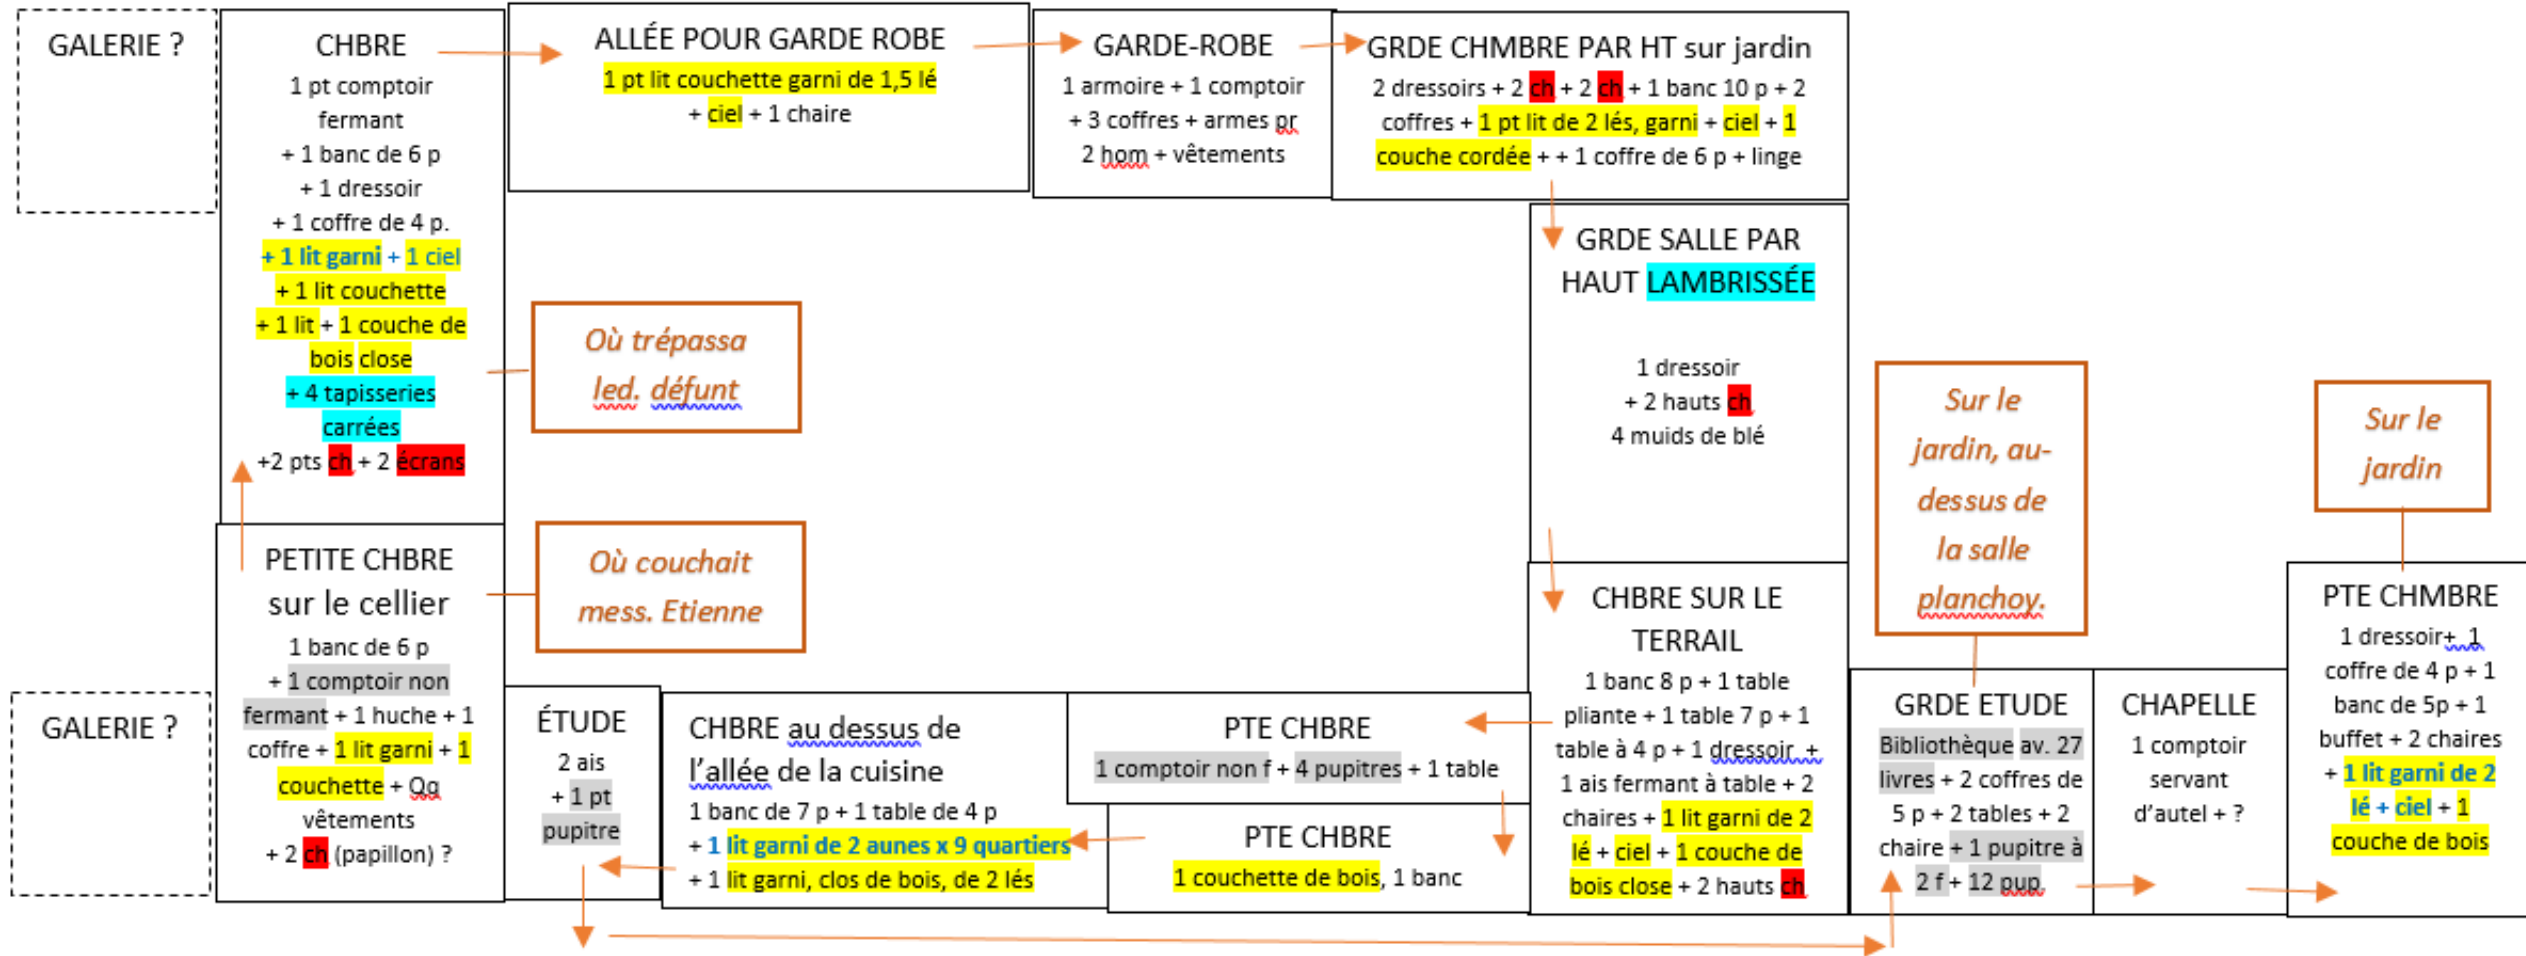 GALERIE ?
CHBRE
1 pt comptoir
fermant
+ 1 banc de 6 p
+ 1 dressoir
+ 1 coffre de 4 p.
+ 1 lit garni + 1 ciel
+ 1 lit couchette
+ 1 lit + 1 couche de
bois close
+ 4 tapisseries
carrées
+2 pts ch + 2 écrans
ALLÉE POUR GARDE ROBE
1 pt lit couchette garni de 1,5 lé
+ ciel + 1 chaire
GARDE-ROBE
1 armoire + 1 comptoir
+ 3 coffres + armes pr
2 hom + vêtements
GRDE CHMBRE PAR HT sur jardin
2 dressoirs + 2 ch + 2 ch + 1 banc 10 p + 2
coffres + 1 pt lit de 2 lés, garni + ciel + 1
couche cordée + + 1 coffre de 6 p + linge
GRDE SALLE PAR
HAUT LAMBRISSÉE
1 dressoir
+ 2 hauts ch
4 muids de blé
Où trépassa
led. défunt
Où couchait
mess. Etienne
Sur le
jardin, au-
dessus de
la salle
planchoy.
Sur le
jardin
GALERIE ?
PETITE CHBRE
sur le cellier
1 banc de 6 p
+ 1 comptoir non
fermant + 1 huche + 1
coffre + 1 lit garni + 1
couchette + Qq
vêtements
+ 2 ch (papillon) ?
ÉTUDE
2 ais
+ 1 pt
pupitre
CHBRE au dessus de
l'allée de la cuisine
1 banc de 7 p + 1 table de 4 p
+ 1 lit garni de 2 aunes x 9 quartiers
+ 1 lit garni, clos de bois, de 2 lés
PTE CHBRE
1 comptoir non f + 4 pupitres + 1 table
PTE CHBRE
1 couchette de bois, 1 banc
CHBRE SUR LE
TERRAIL
1 banc 8 p + 1 table
pliante + 1 table 7 p + 1
table à 4 p + 1 dressoir +
1 ais fermant à table + 2
chaires + 1 lit garni de 2
lé + ciel + 1 couche de
bois close + 2 hauts ch
GRDE ETUDE
Bibliothèque av. 27
livres + 2 coffres de
5 p + 2 tables + 2
chaire + 1 pupitre à
2 f + 12 pup.
CHAPELLE
1 comptoir
servant
d'autel + ?
PTE CHMBRE
1 dressoir+ 1
coffre de 4 p + 1
banc de 5p + 1
buffet + 2 chaires
+ 1 lit garni de 2
lé + ciel + 1
couche de bois